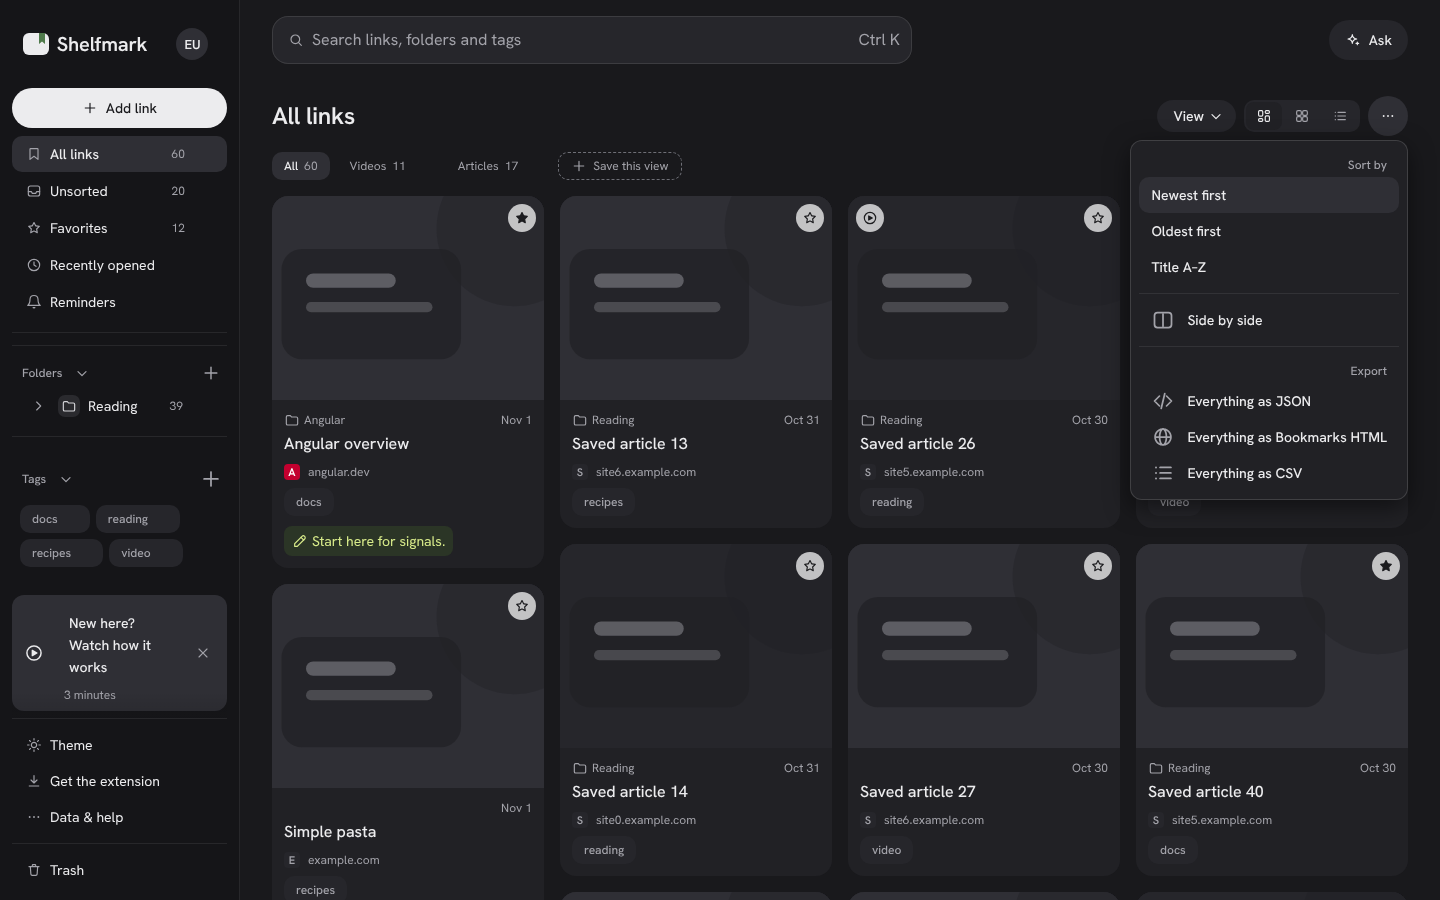 Shelfmark
EU
Add link
All links 60
Unsorted 20
Favorites 12
Recently opened
Reminders
Folders
Reading 39
Tags
docs
reading
recipes
video
New here?
Watch how it
works
3 minutes
Theme
Get the extension
Data & help
Trash
Search links, folders and tags Ctrl K
Ask
All links
View
All 60
Videos 11
Articles 17
Save this view
Sort by
Newest first
Oldest first
Title A–Z
Side by side
Export
Everything as JSON
Everything as Bookmarks HTML
Everything as CSV
Angular Nov 1
Angular overview
A angular.dev
docs
Start here for signals.
Reading Oct 31
Saved article 13
S site6.example.com
recipes
Reading Oct 30
Saved article 26
S site5.example.com
reading
video
Nov 1
Simple pasta
E example.com
recipes
Reading Oct 31
Saved article 14
S site0.example.com
reading
Oct 30
Saved article 27
S site6.example.com
video
Reading Oct 30
Saved article 40
S site5.example.com
docs